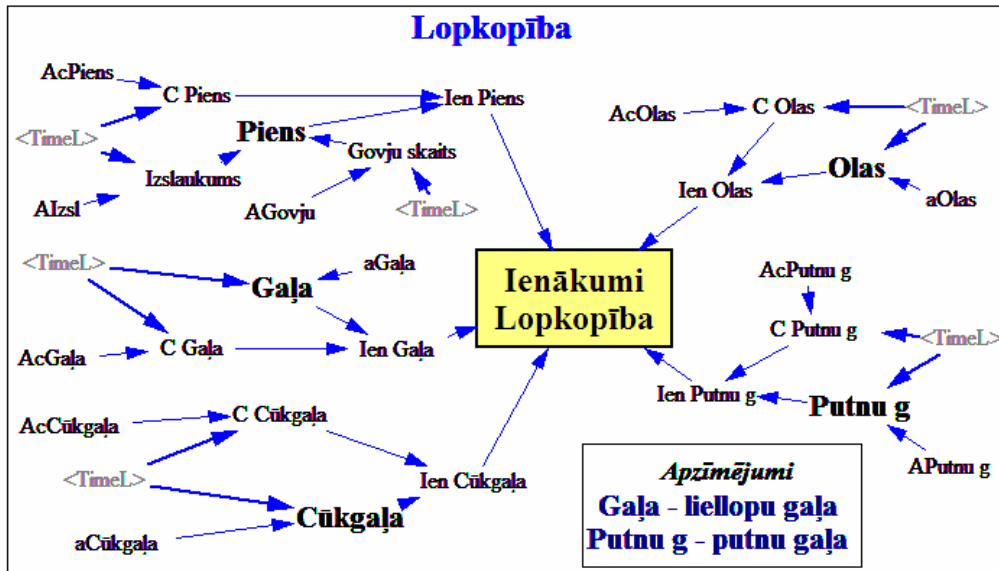 Lopkopība
AcPiens
C Piens
Ien Piens
<TimeL>
Piens
Govju skaits
Izslaukums
AIzsl
AGovju
<TimeL>
AcOlas
C Olas
<TimeL>
Olas
Ien Olas
aOlas
<TimeL>
aGaļa
Gaļa
AcGaļa
C Gaļa
Ien Gaļa
Ienākumi
Lopkopība
AcPutnu g
C Putnu g
<TimeL>
Ien Putnu g
Putnu g
APutnu g
AcCūkgaļa
C Cūkgaļa
<TimeL>
Ien Cūkgaļa
Cūkgaļa
aCūkgaļa
Apzīmējumi
Gaļa - liellopu gaļa
Putnu g - putnu gaļa